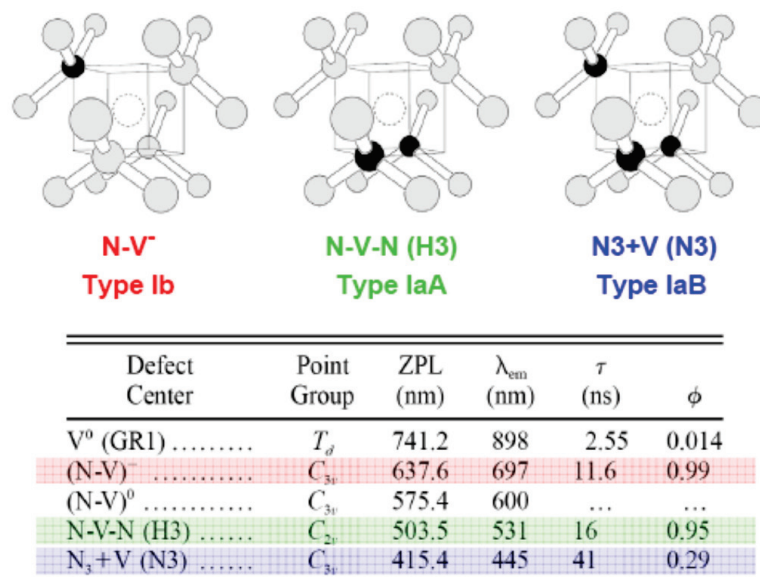 N-V⁻ N-V-N (H3) N3+V (N3)
Type Ib Type IaA Type IaB
Defect Point ZPL λem τ
Center Group (nm) (nm) (ns) ϕ
V⁰ (GR1) ......... Td 741.2 898 2.55 0.014
(N-V)⁻ ........... C3v 637.6 697 11.6 0.99
(N-V)⁰ ........... C3v 575.4 600 ... ...
N-V-N (H3) ...... C2v 503.5 531 16 0.95
N₃+V (N3) ...... C3v 415.4 445 41 0.29